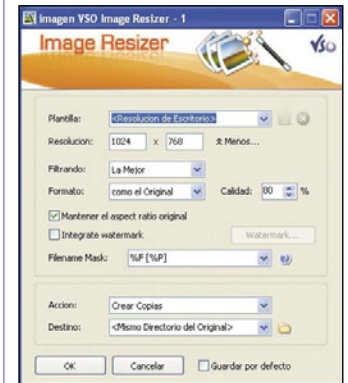 Imagen VSO Image Resizer - 1
Image Resizer
VSO
Plantilla: <Resolucion de Escritorio>
Resolucion: 1024 x 768 Menos...
Filtrando: La Mejor
Formato: como el Original Calidad: 80 %
Mantener el aspect ratio original
Integrate watermark Watermark...
Filename Mask: %F [%P]
Accion: Crear Copias
Destino: <Mismo Directorio del Original>
OK Cancelar Guardar por defecto